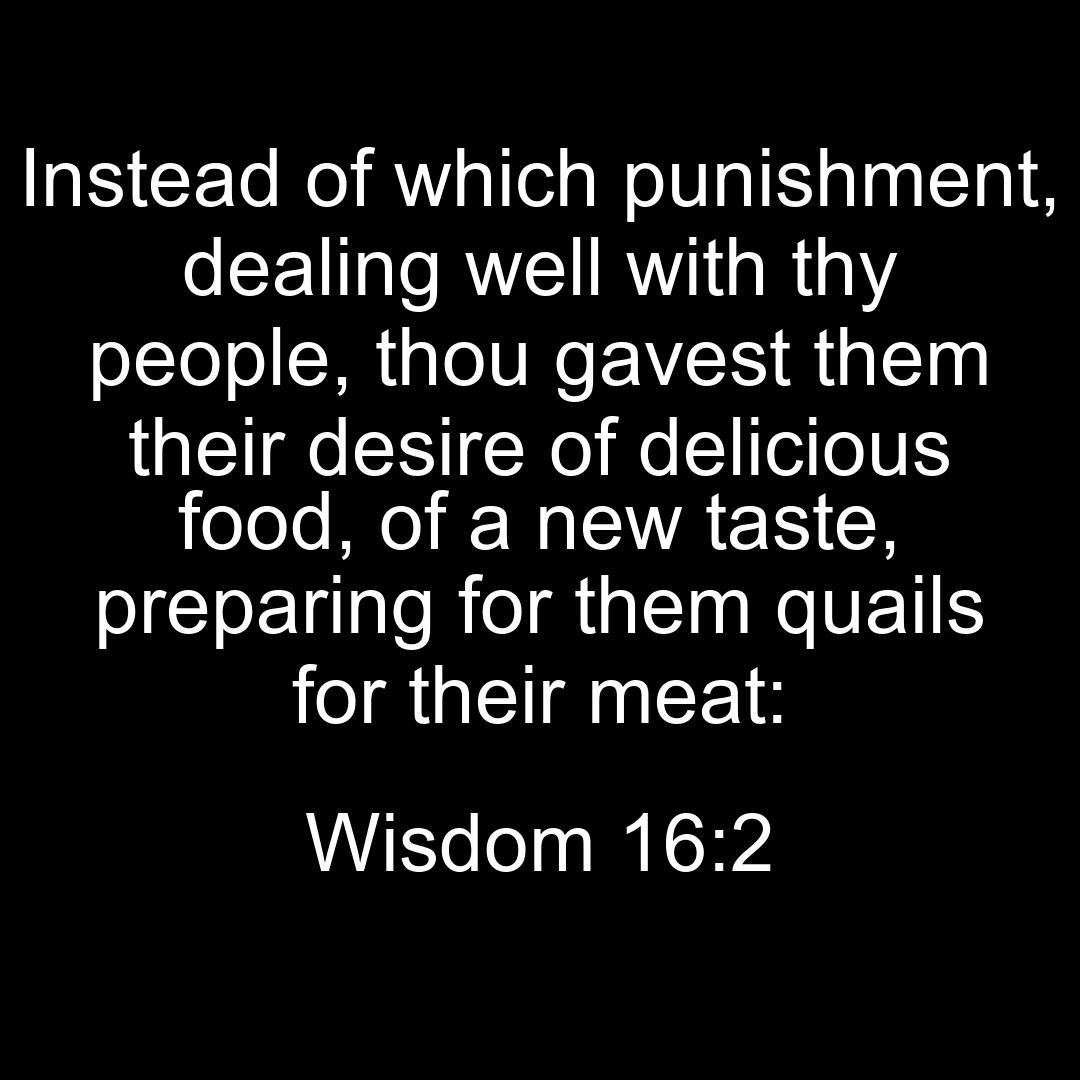 Instead of which punishment,
dealing well with thy
people, thou gavest them
their desire of delicious
food, of a new taste,
preparing for them quails
for their meat:
Wisdom 16:2